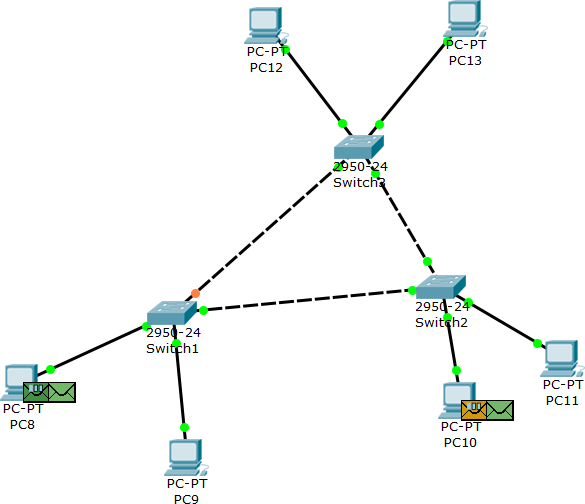 PC-PT
PC12
PC-PT
PC13
2950-24
Switch3
2950-24
Switch1
2950-24
Switch2
PC-PT
PC8
PC-PT
PC9
PC-PT
PC10
PC-PT
PC11